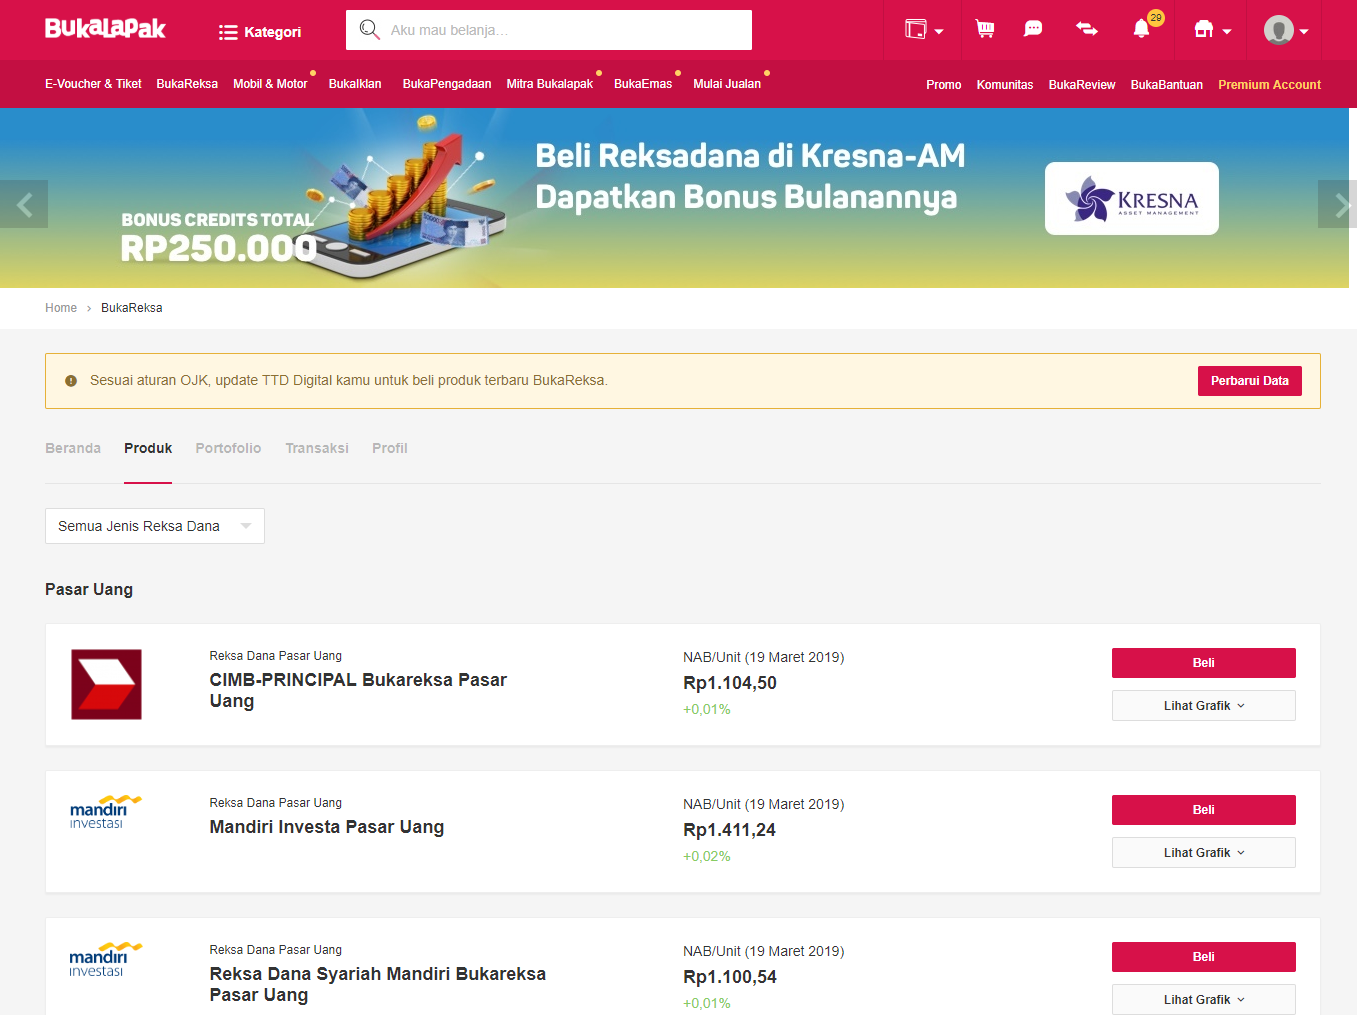 BukaLapak
Kategori
Aku mau belanja...
29
E-Voucher & Tiket BukaReksa Mobil & Motor BukaIklan BukaPengadaan Mitra Bukalapak BukaEmas Mulai Jualan Promo Komunitas BukaReview BukaBantuan Premium Account
BONUS CREDITS TOTAL
RP250.000
Beli Reksadana di Kresna-AM
Dapatkan Bonus Bulanannya
KRESNA
ASSET MANAGEMENT
Home › BukaReksa
Sesuai aturan OJK, update TTD Digital kamu untuk beli produk terbaru BukaReksa.
Perbarui Data
Beranda Produk Portofolio Transaksi Profil
Semua Jenis Reksa Dana
Pasar Uang
Reksa Dana Pasar Uang
CIMB-PRINCIPAL Bukareksa Pasar
Uang
NAB/Unit (19 Maret 2019)
Rp1.104,50
+0,01%
Beli
Lihat Grafik
mandiri
investasi
Reksa Dana Pasar Uang
Mandiri Investa Pasar Uang
NAB/Unit (19 Maret 2019)
Rp1.411,24
+0,02%
Beli
Lihat Grafik
mandiri
investasi
Reksa Dana Pasar Uang
Reksa Dana Syariah Mandiri Bukareksa
Pasar Uang
NAB/Unit (19 Maret 2019)
Rp1.100,54
+0,01%
Beli
Lihat Grafik